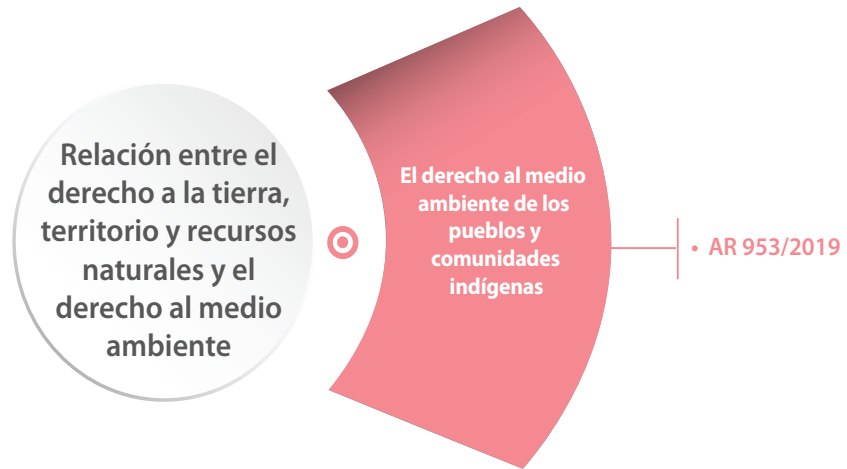 Relación entre el
derecho a la tierra,
territorio y recursos
naturales y el
derecho al medio
ambiente
El derecho al medio
ambiente de los
pueblos y
comunidades
indígenas
• AR 953/2019